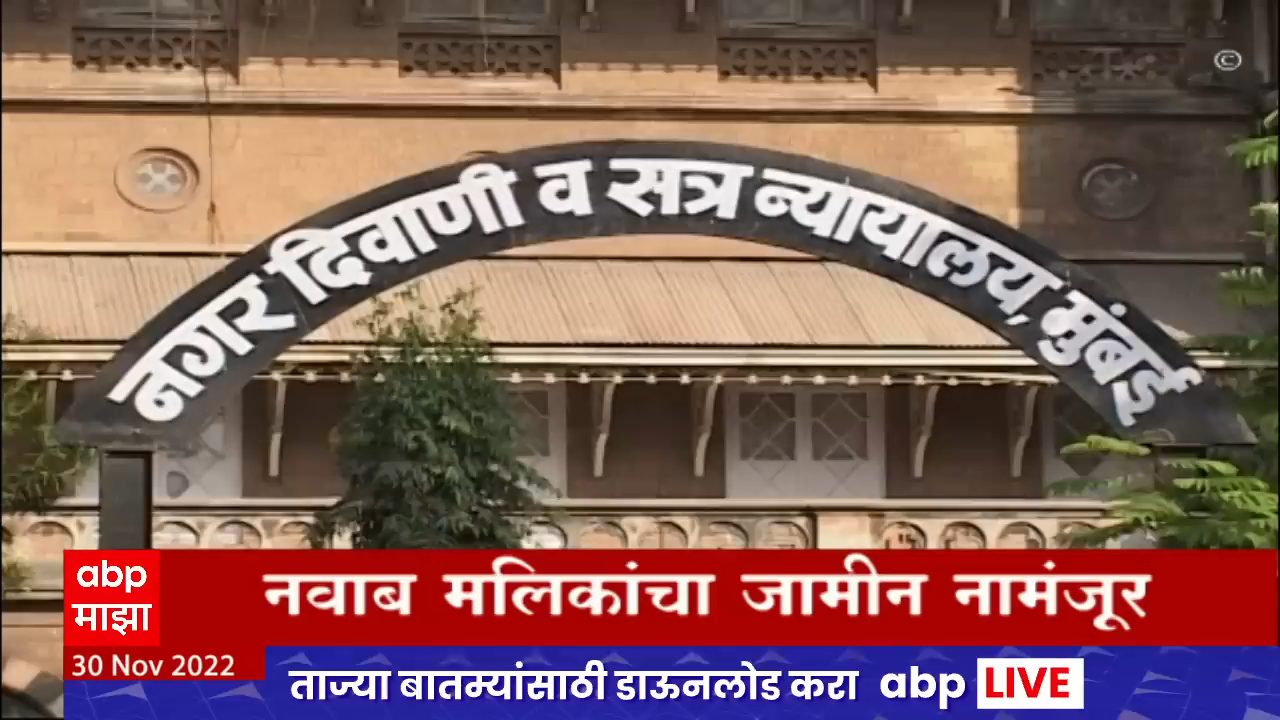 ©
नगर दिवाणी व सत्र न्यायालय, मुंबई
abp
माझा
नवाब मलिकांचा जामीन नामंजूर
30 Nov 2022
ताज्या बातम्यांसाठी डाऊनलोड करा abp LIVE